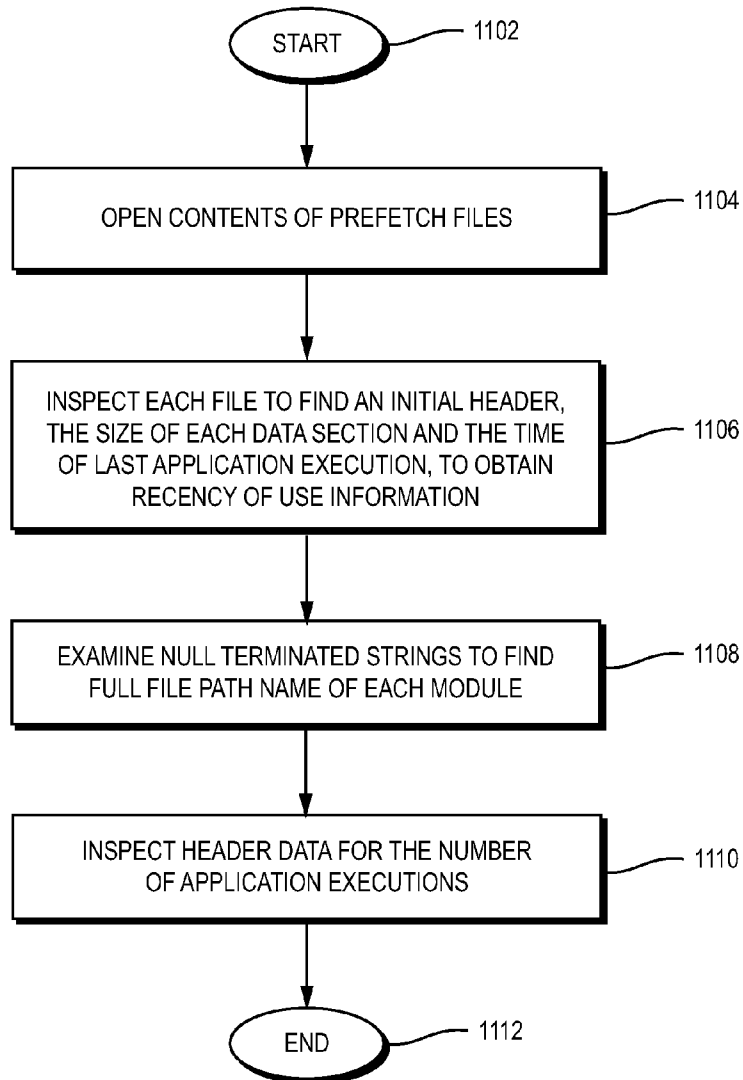 START
1102
OPEN CONTENTS OF PREFETCH FILES
1104
INSPECT EACH FILE TO FIND AN INITIAL HEADER,
THE SIZE OF EACH DATA SECTION AND THE TIME
OF LAST APPLICATION EXECUTION, TO OBTAIN
RECENCY OF USE INFORMATION
1106
EXAMINE NULL TERMINATED STRINGS TO FIND
FULL FILE PATH NAME OF EACH MODULE
1108
INSPECT HEADER DATA FOR THE NUMBER
OF APPLICATION EXECUTIONS
1110
END
1112